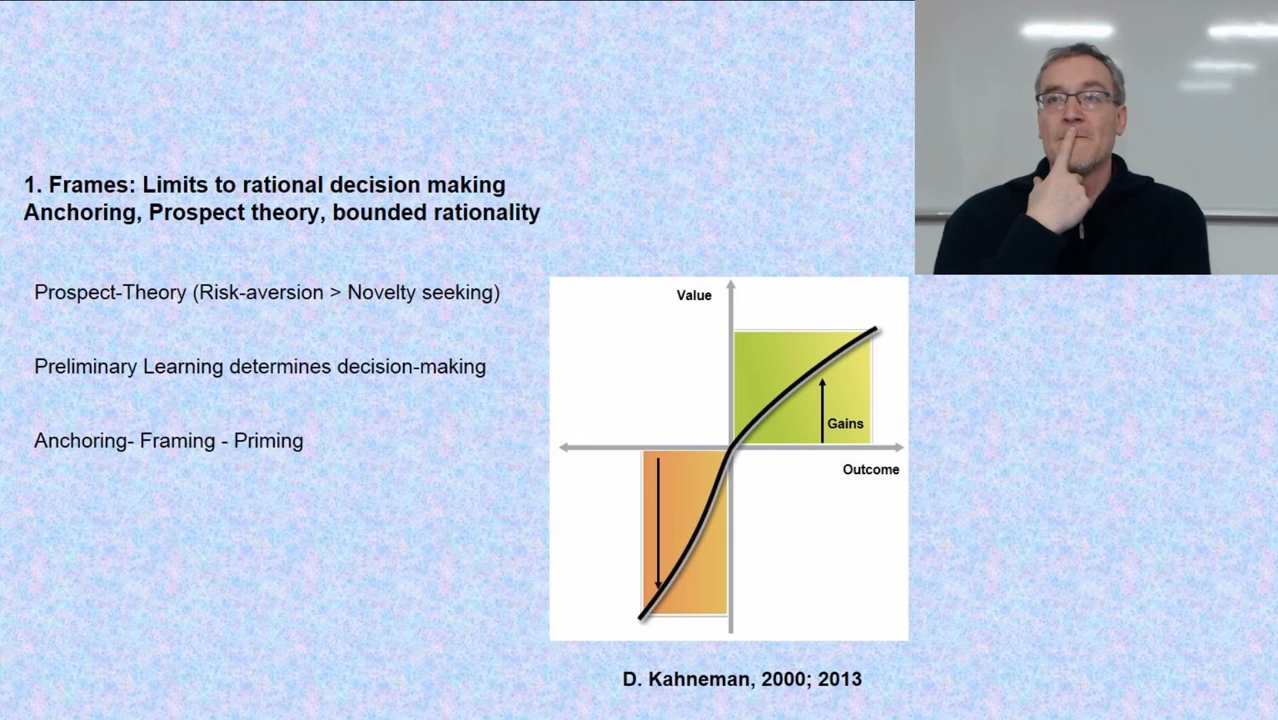 1. Frames: Limits to rational decision making
Anchoring, Prospect theory, bounded rationality
Prospect-Theory (Risk-aversion > Novelty seeking)
Preliminary Learning determines decision-making
Anchoring- Framing - Priming
Value
Gains
Outcome
D. Kahneman, 2000; 2013